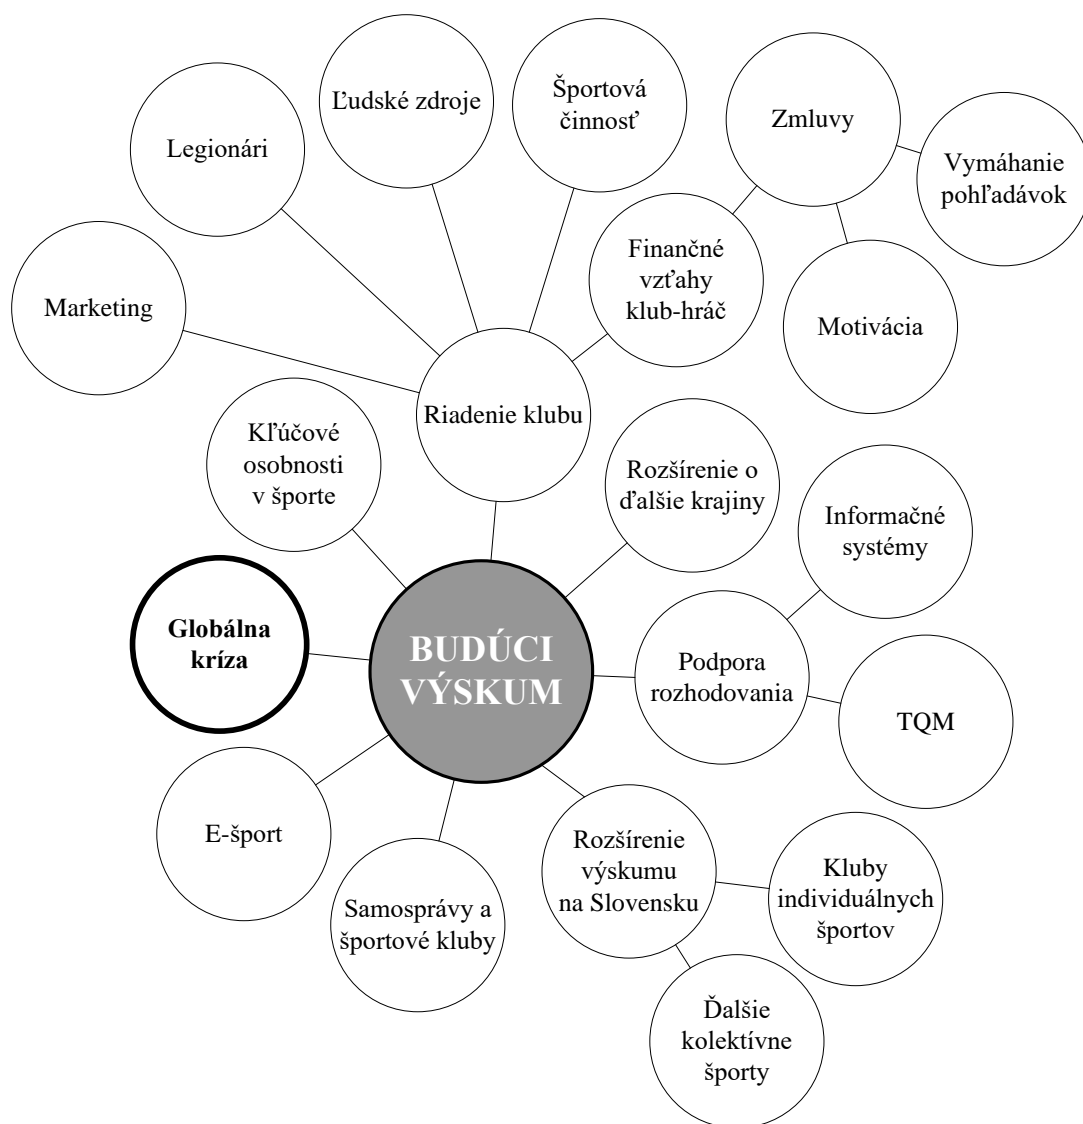 Ľudské zdroje
Športová
činnosť
Zmluvy
Legionári
Vymáhanie
pohľadávok
Finančné
vzťahy
klub-hráč
Marketing
Motivácia
Riadenie klubu
Kľúčové
osobnosti
v športe
Rozšírenie o
ďalšie krajiny
Informačné
systémy
Globálna
kríza
BUDÚCI
VÝSKUM
Podpora
rozhodovania
TQM
E-šport
Rozšírenie
výskumu
na Slovensku
Kluby
individuálnych
športov
Samosprávy a
športové kluby
Ďalšie
kolektívne
športy